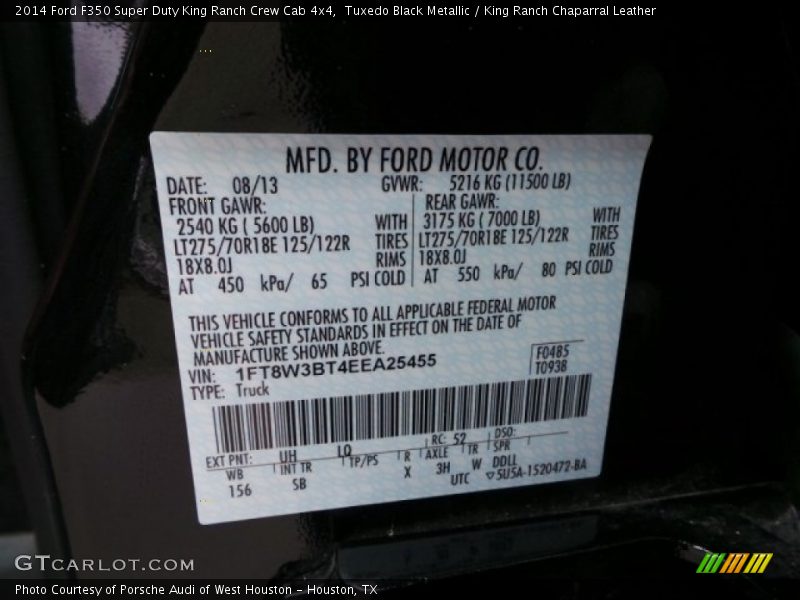 2014 Ford F350 Super Duty King Ranch Crew Cab 4x4, Tuxedo Black Metallic / King Ranch Chaparral Leather
MFD. BY FORD MOTOR CO.
DATE: 08/13 GVWR: 5216 KG (11500 LB)
FRONT GAWR: REAR GAWR:
2540 KG ( 5600 LB) WITH 3175 KG ( 7000 LB) WITH
LT275/70R18E 125/122R TIRES LT275/70R18E 125/122R TIRES
18X8.0J RIMS 18X8.0J RIMS
AT 450 kPa/ 65 PSI COLD AT 550 kPa/ 80 PSI COLD
THIS VEHICLE CONFORMS TO ALL APPLICABLE FEDERAL MOTOR
VEHICLE SAFETY STANDARDS IN EFFECT ON THE DATE OF
MANUFACTURE SHOWN ABOVE.
VIN: 1FT8W3BT4EEA25455 F0485
TYPE: Truck T0938
EXT PNT: UH LQ RC: 52 DSO:
WB INT TR TP/PS R AXLE TR SPR
156 SB X 3H W DDLL
UTC ▽5U5A-1520472-BA
GTCARLOT.COM
Photo Courtesy of Porsche Audi of West Houston - Houston, TX